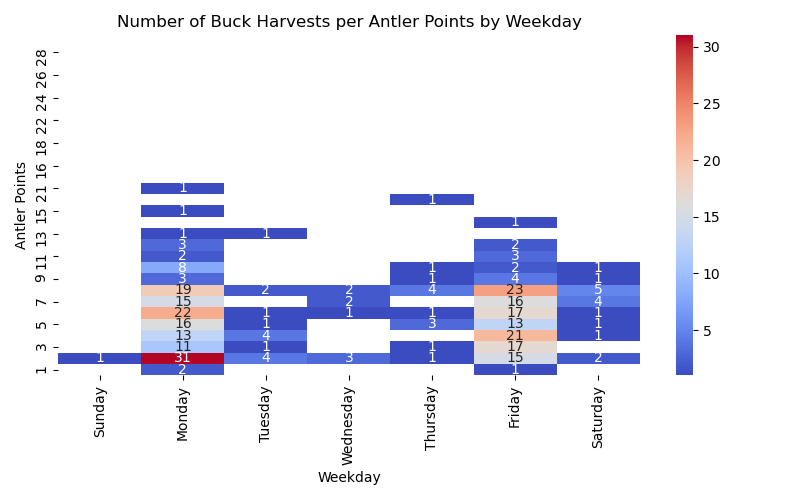 Number of Buck Harvests per Antler Points by Weekday
30
28
26
24
22
18
16
21
15
13
11
9
7
5
3
1
Antler Points
1
1
1
1
1
1 1
3 2
2 3
8 1 2 1
3 1 4 1
19 2 2 4 23 5
15 2 16 4
22 1 1 1 17 1
16 1 3 13 1
13 4 21 1
11 1 1 17
1 31 4 3 1 15 2
2 1
Sunday
Monday
Tuesday
Wednesday
Thursday
Friday
Saturday
Weekday
25
20
15
10
5